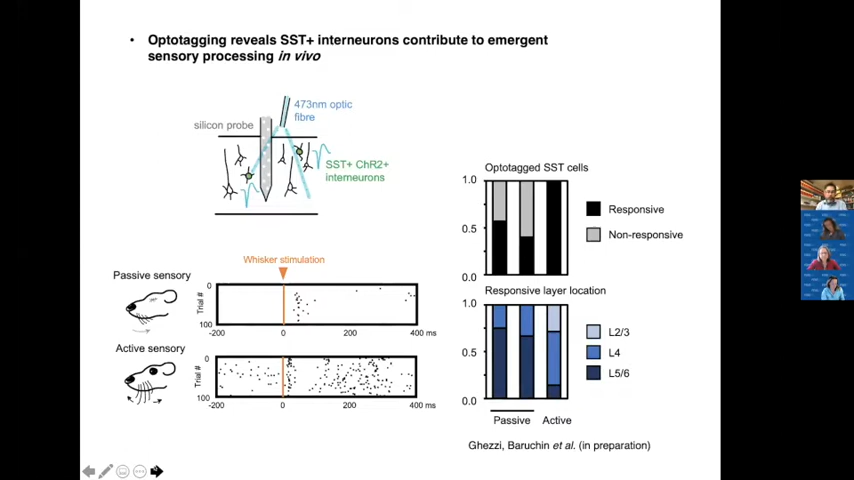 • Optotagging reveals SST+ interneurons contribute to emergent
sensory processing in vivo
473nm optic
fibre
silicon probe
SST+ ChR2+
interneurons
Whisker stimulation
Passive sensory
Trial #
0
100
-200
0
200
400 ms
Active sensory
Trial #
0
100
-200
0
200
400 ms
Optotagged SST cells
1.0
0.5
0.0
Responsive
Non-responsive
Responsive layer location
1.0
0.5
0.0
L2/3
L4
L5/6
Passive
Active
Ghezzi, Baruchin et al. (in preparation)